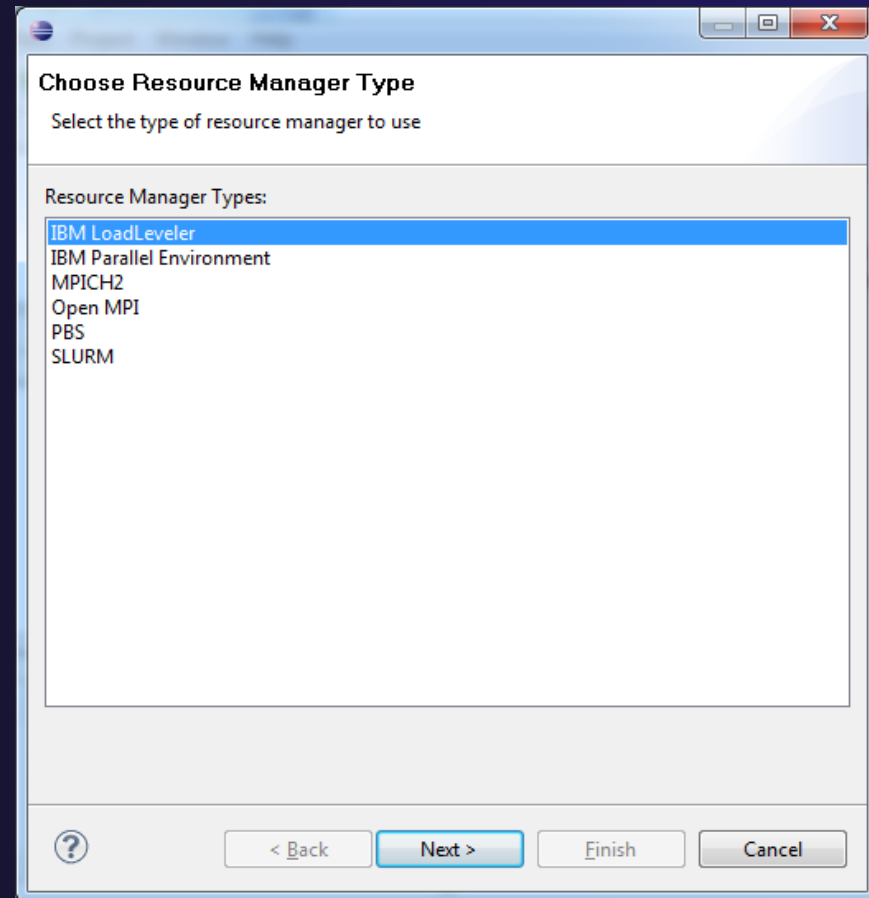 Choose Resource Manager Type
Select the type of resource manager to use
Resource Manager Types:
IBM LoadLeveler
IBM Parallel Environment
MPICH2
Open MPI
PBS
SLURM
? < Back Next > Finish Cancel